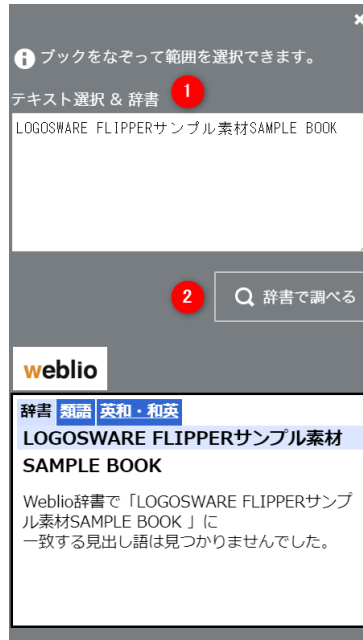 ブックをなぞって範囲を選択できます。
テキスト選択 & 辞書 1
LOGOSWARE FLIPPERサンプル素材SAMPLE BOOK
2 辞書で調べる
weblio
辞書 類語 英和・和英
LOGOSWARE FLIPPERサンプル素材
SAMPLE BOOK
Weblio辞書で「LOGOSWARE FLIPPERサンプ
ル素材SAMPLE BOOK 」に
一致する見出し語は見つかりませんでした。